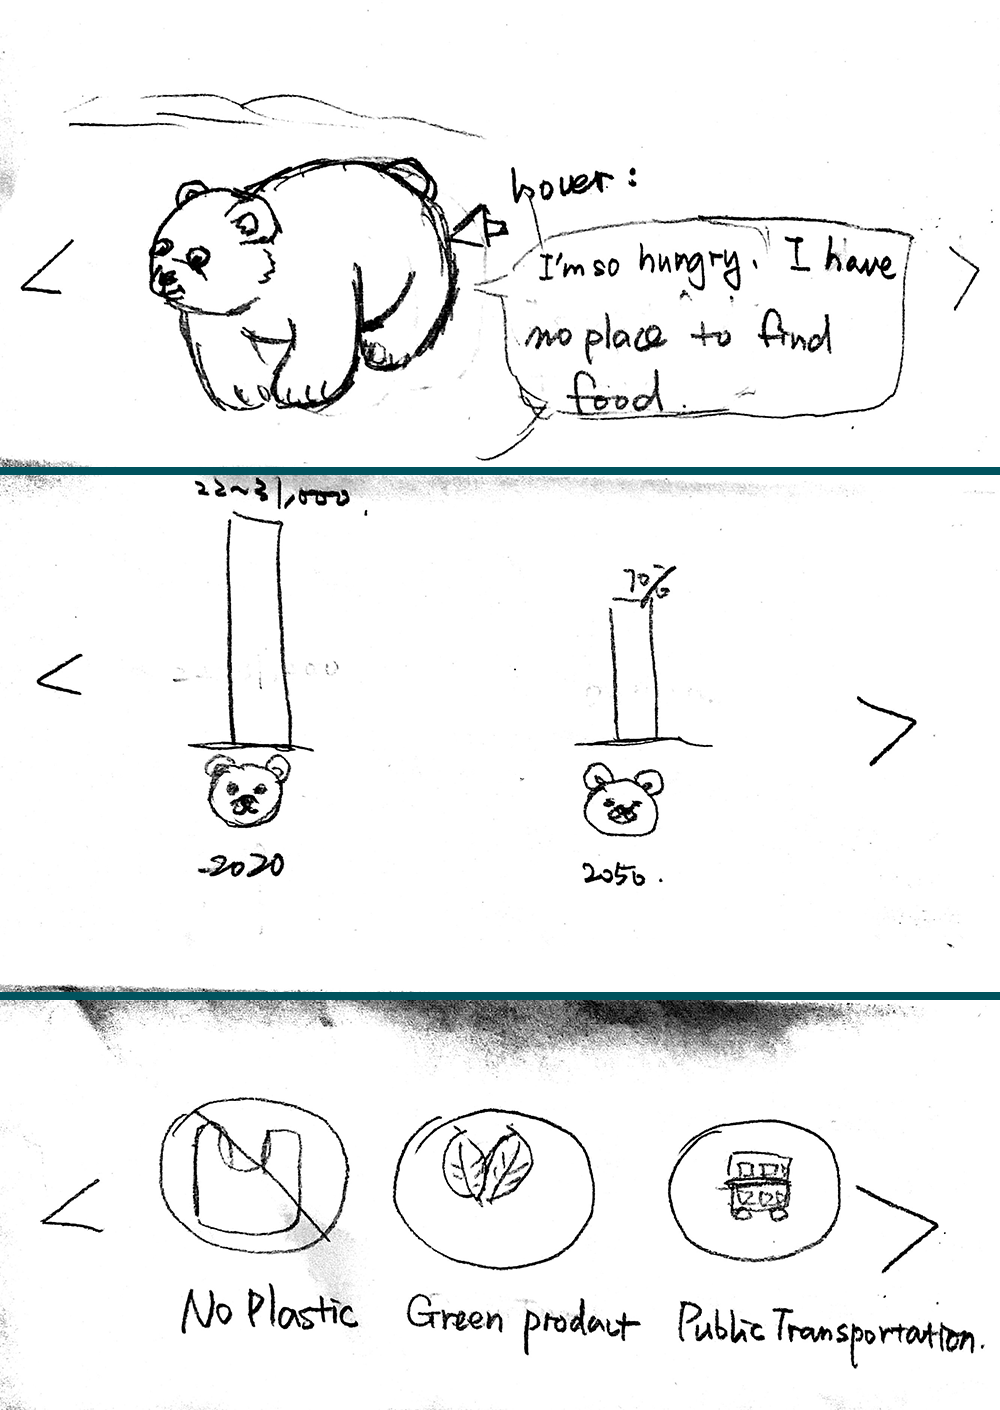 hover:
I'm so hungry. I have
no place to find
food.
22~31,000
70%
2020
2050.
No Plastic
Green product
Public Transportation.